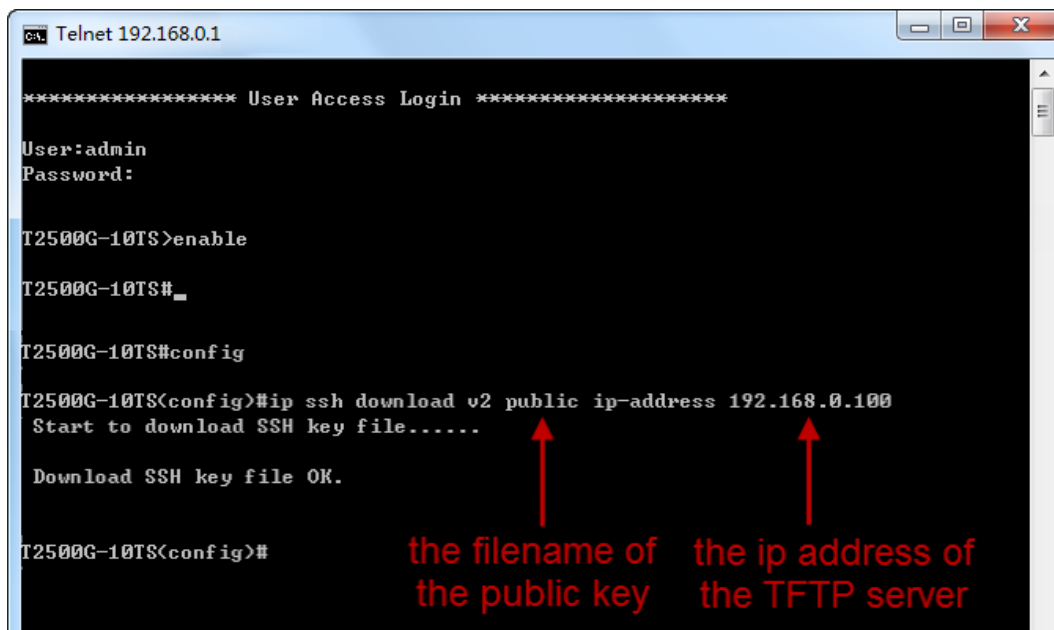 Telnet 192.168.0.1
***************** User Access Login ********************
User:admin
Password:
T2500G-10TS>enable
T2500G-10TS#_
T2500G-10TS#config
T2500G-10TS(config)#ip ssh download v2 public ip-address 192.168.0.100
Start to download SSH key file......
Download SSH key file OK.
T2500G-10TS(config)#
the filename of
the public key
the ip address of
the TFTP server